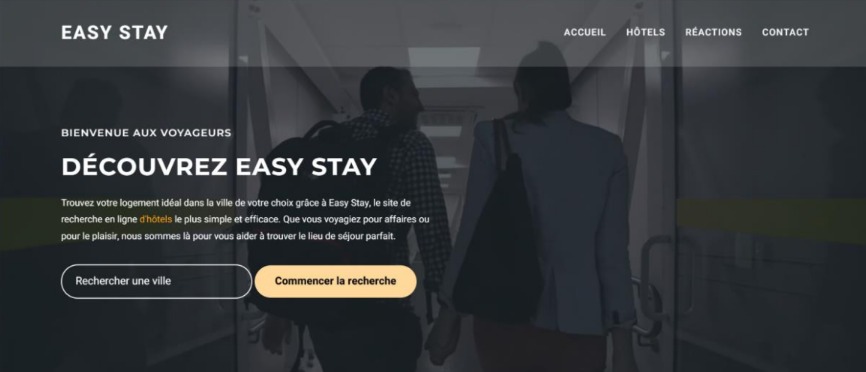 EASY STAY
ACCUEIL HÔTELS RÉACTIONS CONTACT
BIENVENUE AUX VOYAGEURS
DÉCOUVREZ EASY STAY
Trouvez votre logement idéal dans la ville de votre choix grâce à Easy Stay, le site de
recherche en ligne d'hôtels le plus simple et efficace. Que vous voyagiez pour affaires ou
pour le plaisir, nous sommes là pour vous aider à trouver le lieu de séjour parfait.
Rechercher une ville Commencer la recherche